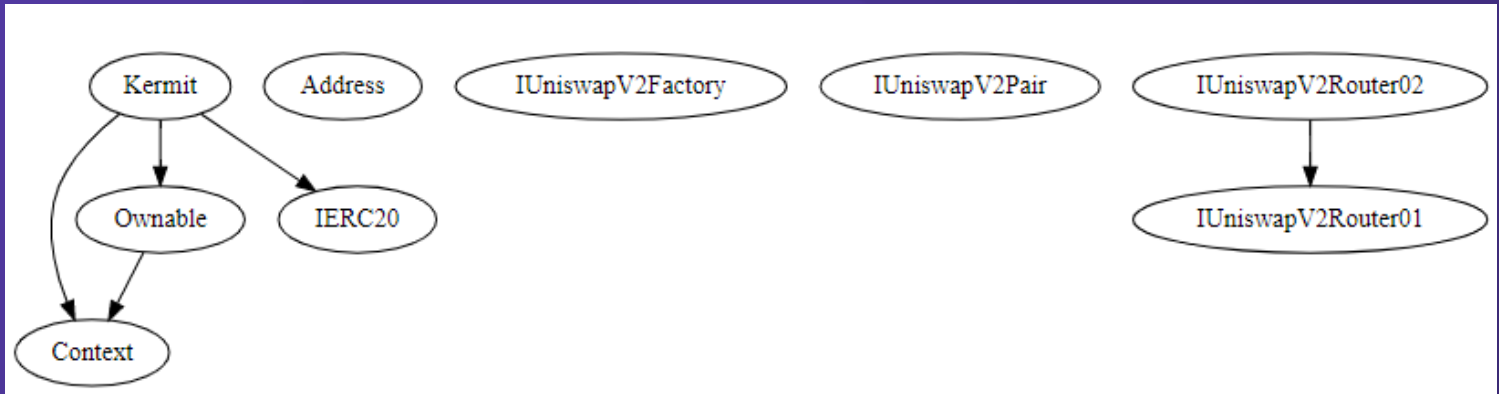 Kermit
Address
IUniswapV2Factory
IUniswapV2Pair
IUniswapV2Router02
Ownable
IERC20
IUniswapV2Router01
Context